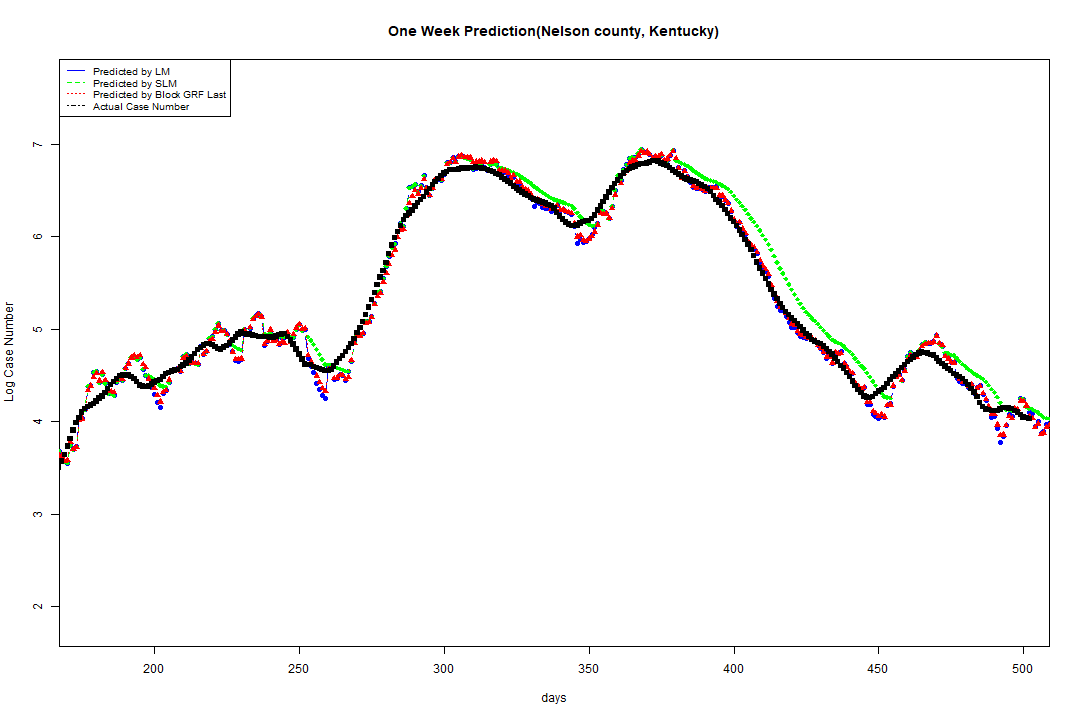 One Week Prediction(Nelson county, Kentucky)
Predicted by LM
Predicted by SLM
Predicted by Block GRF Last
Actual Case Number
7
6
5
4
3
2
Log Case Number
200 250 300 350 400 450 500
days